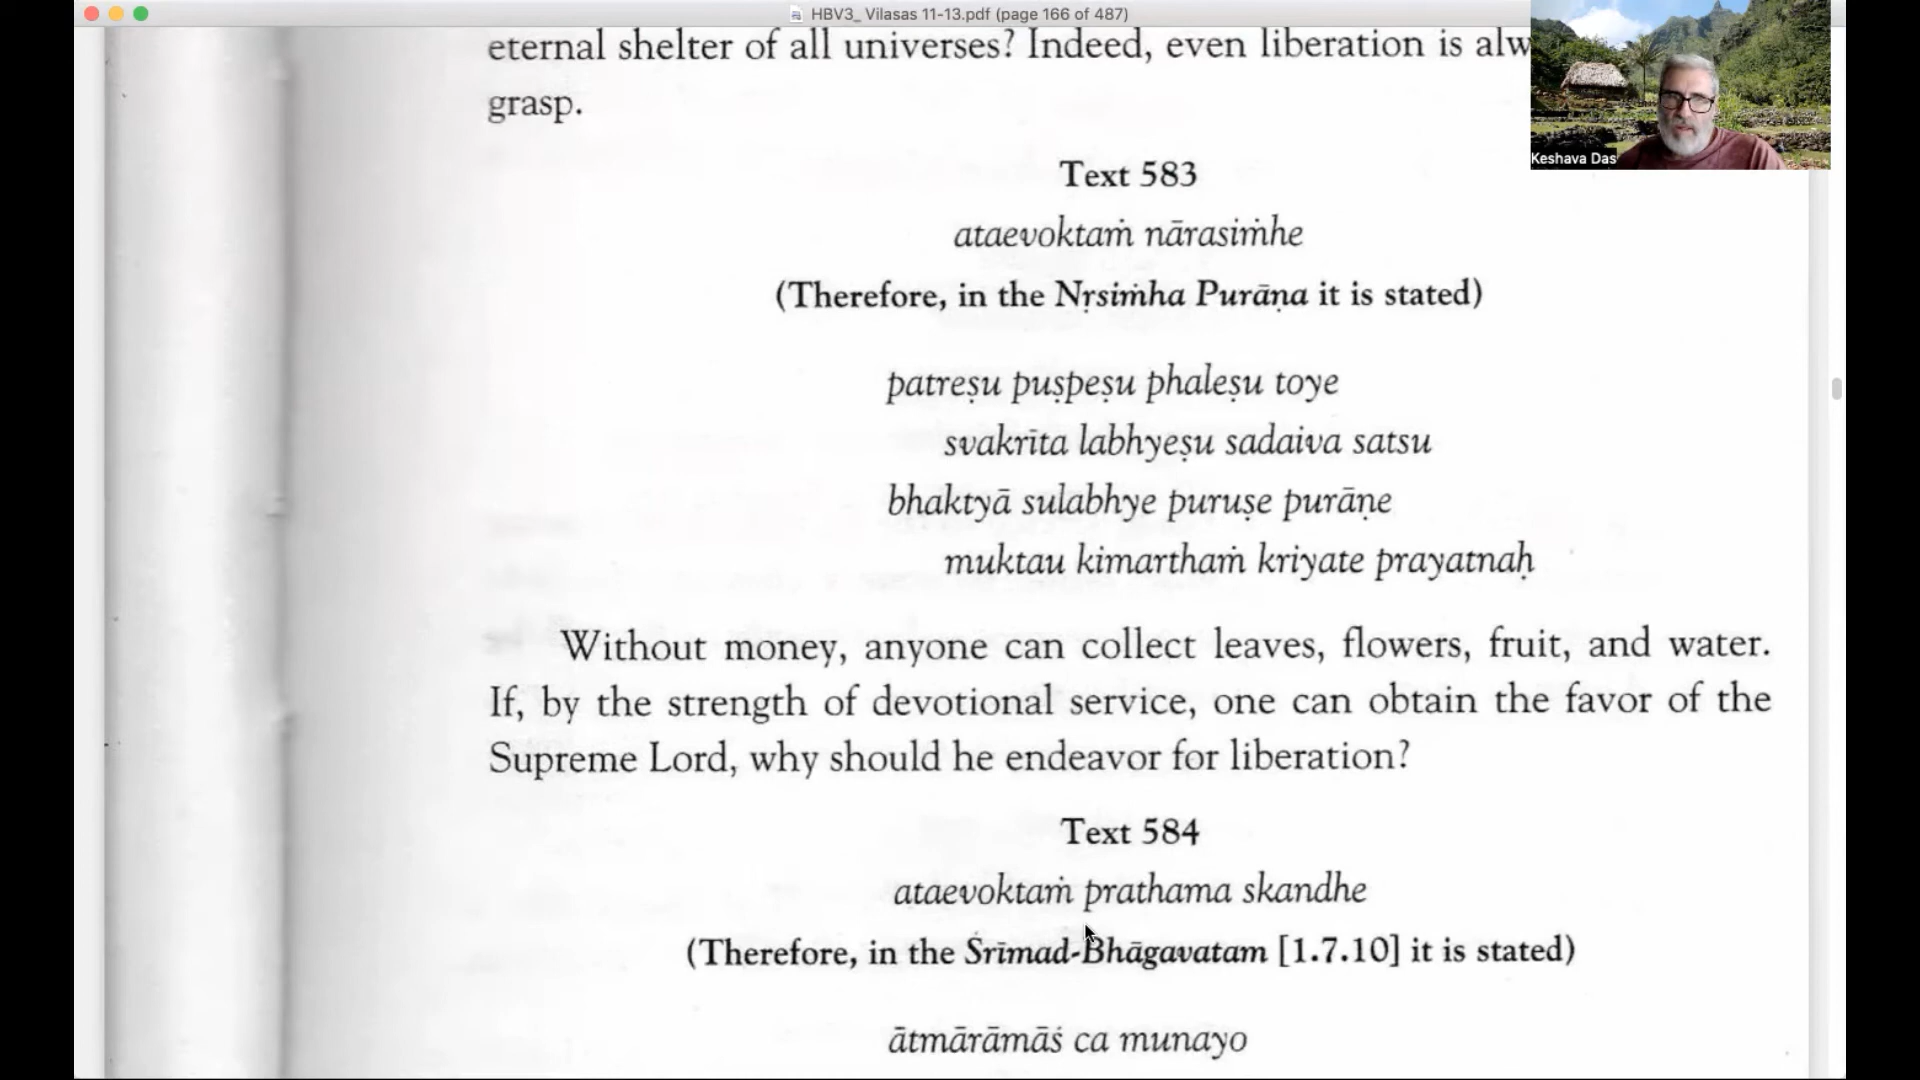 HBV3_ Vilasas 11-13.pdf (page 166 of 487)
eternal shelter of all universes? Indeed, even liberation is
grasp.
Keshava Das
Text 583
ataevoktaṁ nārasiṁhe
(Therefore, in the Nṛsiṁha Purāṇa it is stated)
patreṣu puṣpeṣu phaleṣu toye
svakrīta labhyeṣu sadaiva satsu
bhaktyā sulabhye puruṣe purāṇe
muktau kimarthaṁ kriyate prayatnaḥ
Without money, anyone can collect leaves, flowers, fruit, and water.
If, by the strength of devotional service, one can obtain the favor of the
Supreme Lord, why should he endeavor for liberation?
Text 584
ataevoktaṁ prathama skandhe
(Therefore, in the Śrīmad-Bhāgavatam [1.7.10] it is stated)
ātmārāmāś ca munayo